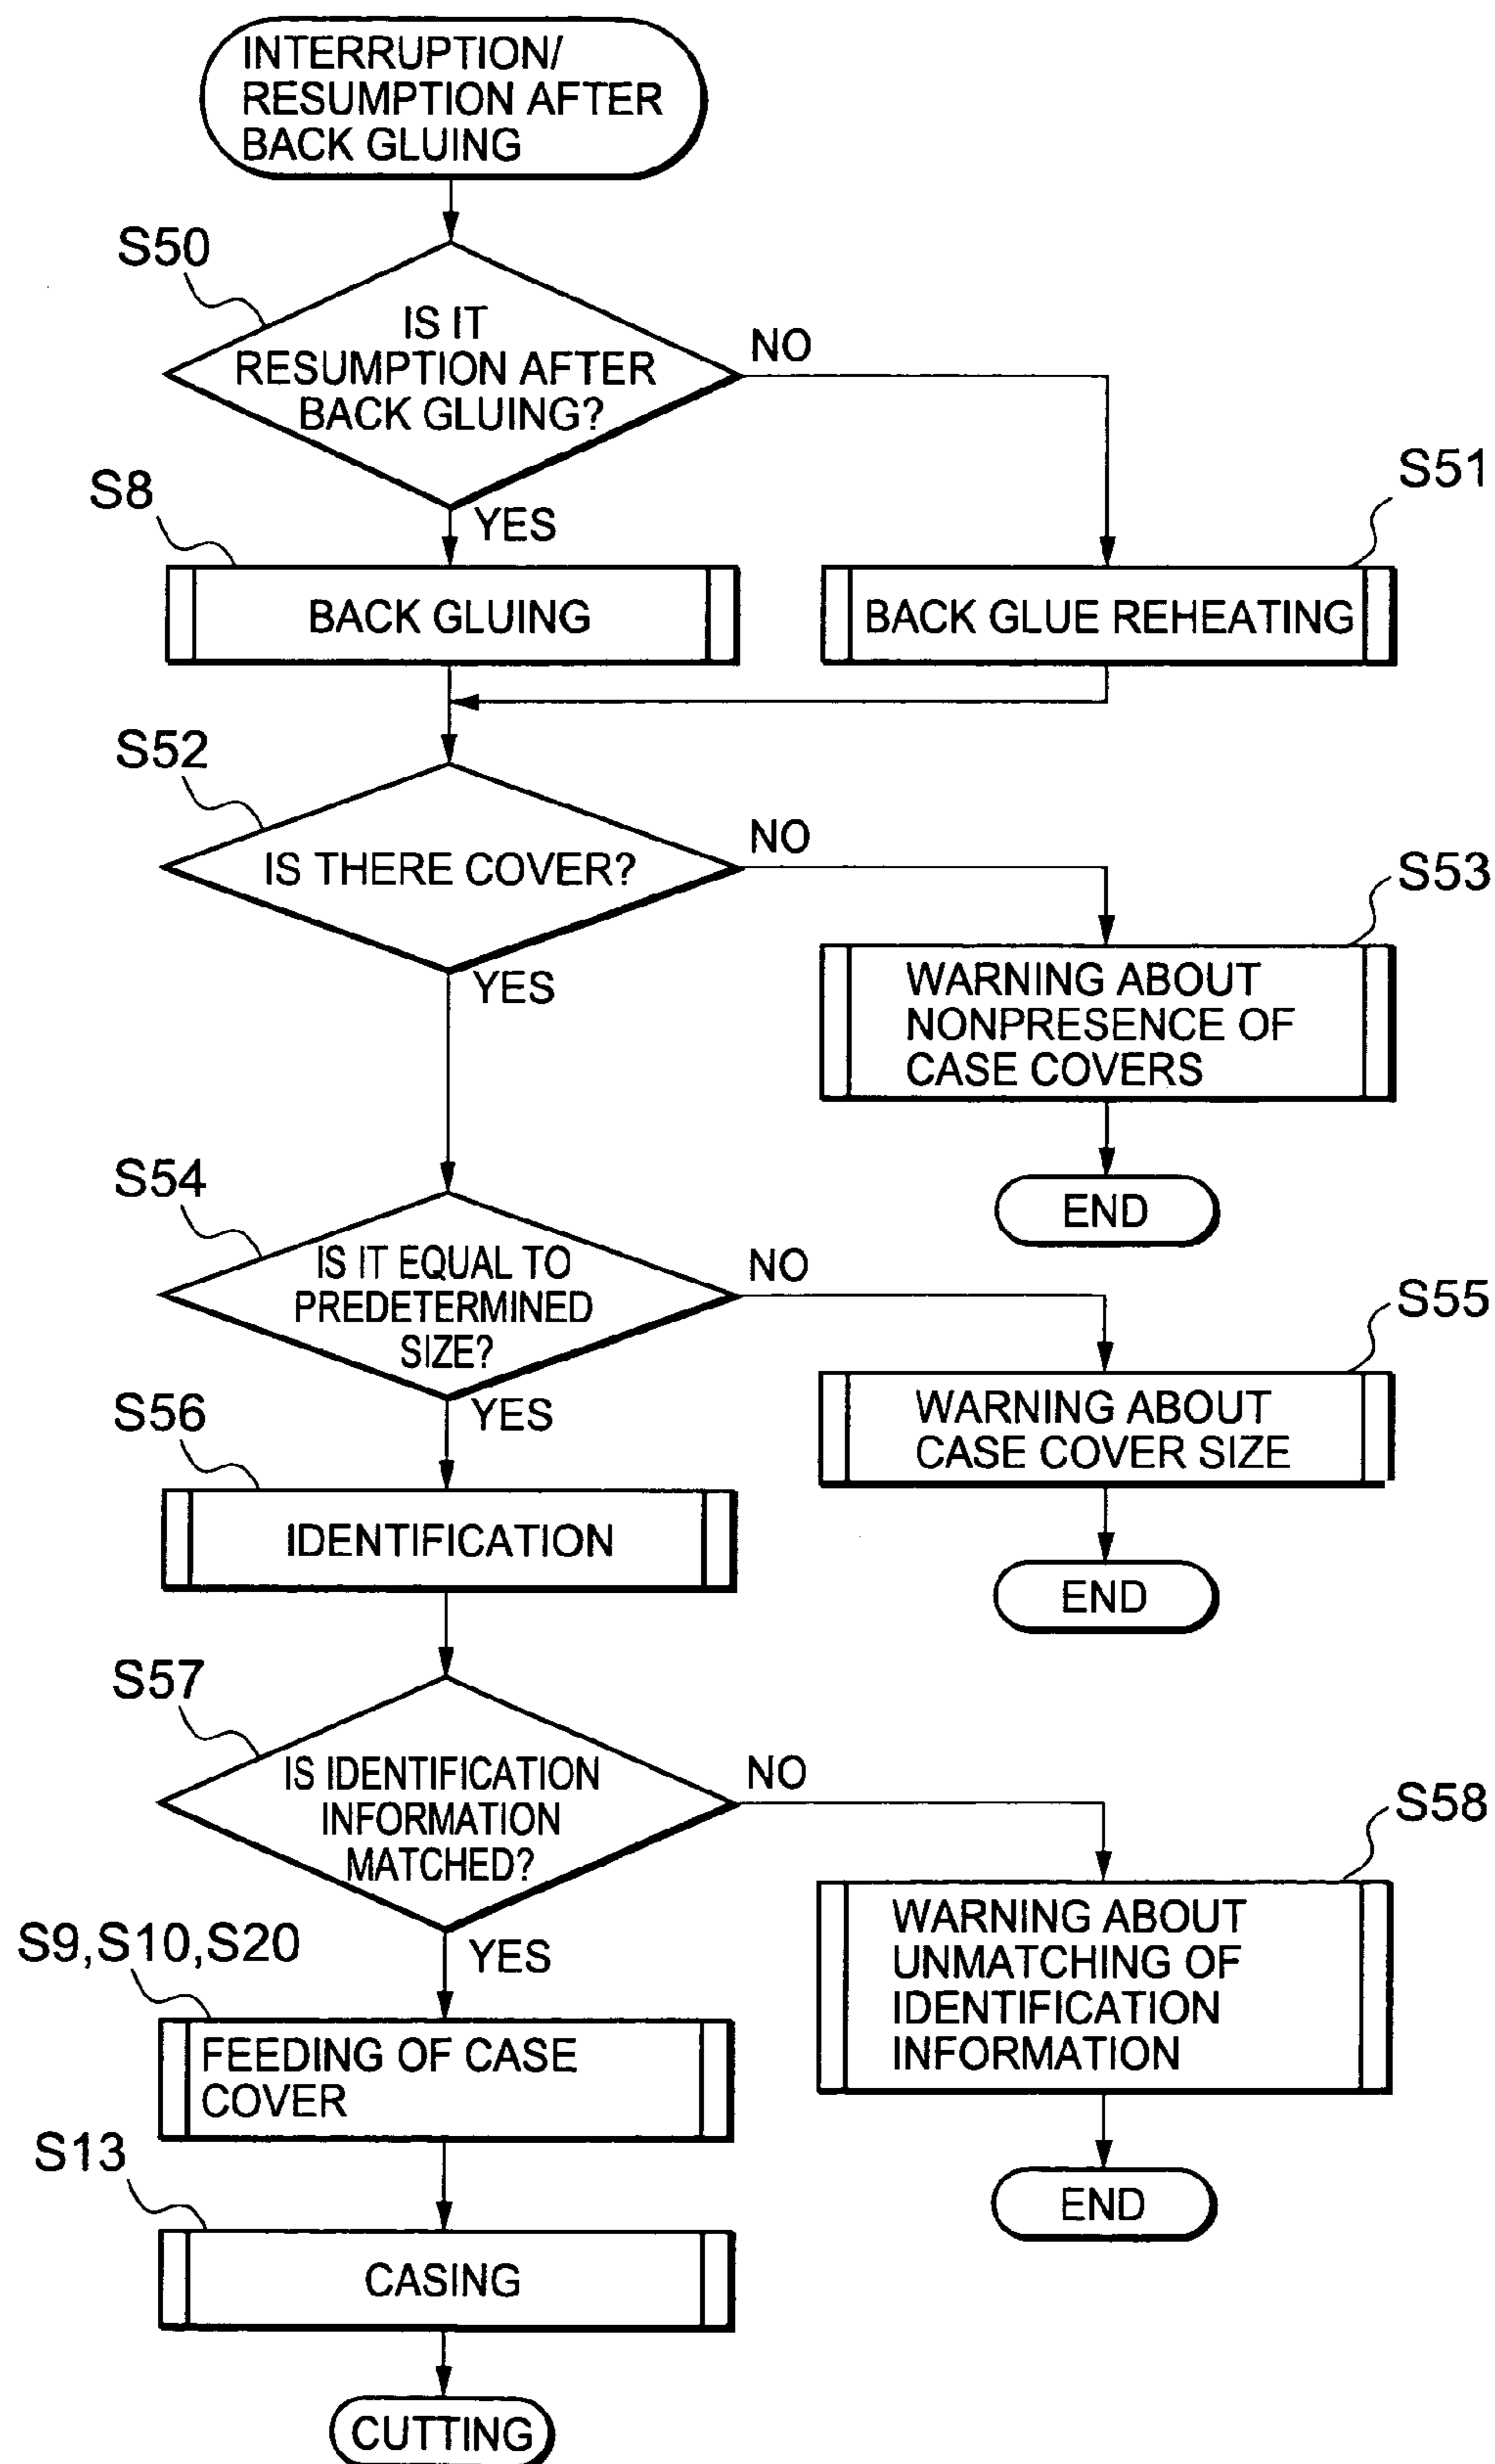 INTERRUPTION/
RESUMPTION AFTER
BACK GLUING
S50
IS IT
RESUMPTION AFTER
BACK GLUING?
NO
YES
S8
BACK GLUING
S51
BACK GLUE REHEATING
S52
IS THERE COVER?
NO
YES
S53
WARNING ABOUT
NONPRESENCE OF
CASE COVERS
END
S54
IS IT EQUAL TO
PREDETERMINED
SIZE?
NO
YES
S55
WARNING ABOUT
CASE COVER SIZE
END
S56
IDENTIFICATION
S57
IS IDENTIFICATION
INFORMATION
MATCHED?
NO
YES
S58
WARNING ABOUT
UNMATCHING OF
IDENTIFICATION
INFORMATION
END
S9,S10,S20
FEEDING OF CASE
COVER
S13
CASING
CUTTING